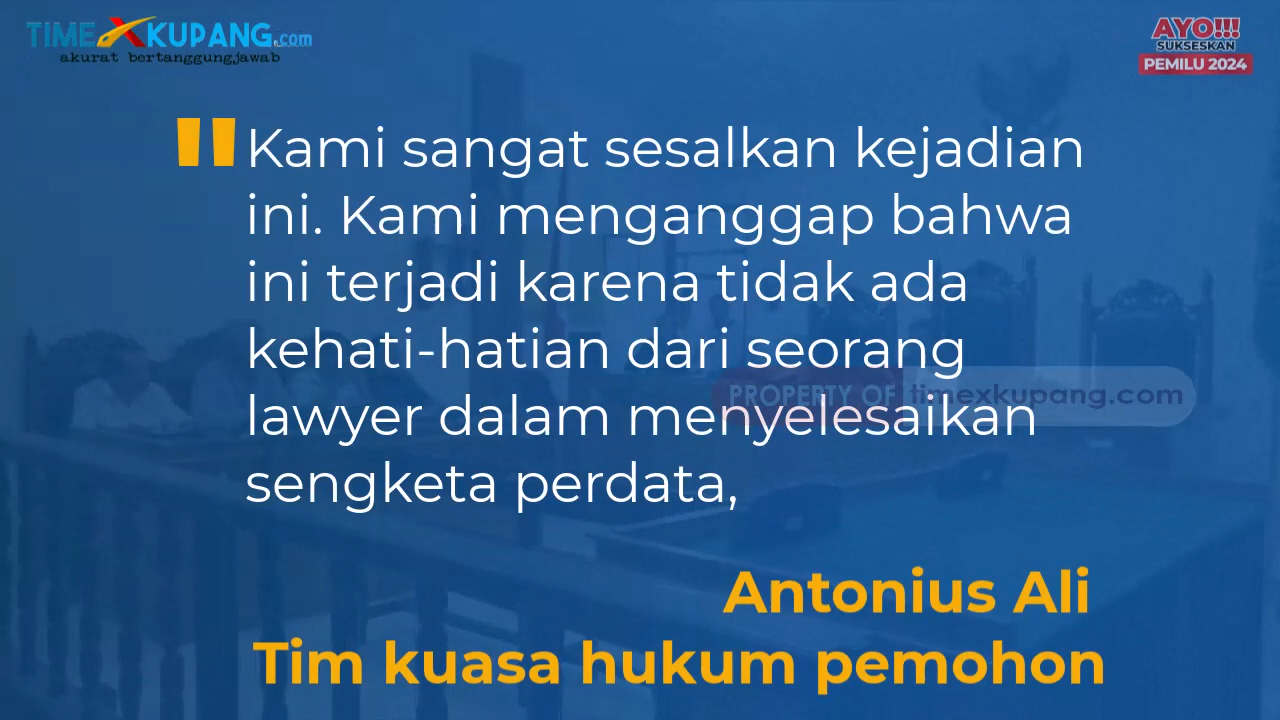 TIMEXKUPANG.com
akurat bertanggungjawab
AYO!!!
SUKSESKAN
PEMILU 2024
"Kami sangat sesalkan kejadian
ini. Kami menganggap bahwa
ini terjadi karena tidak ada
kehati-hatian dari seorang
lawyer dalam menyelesaikan
sengketa perdata,
PROPERTY OF timexkupang.com
Antonius Ali
Tim kuasa hukum pemohon